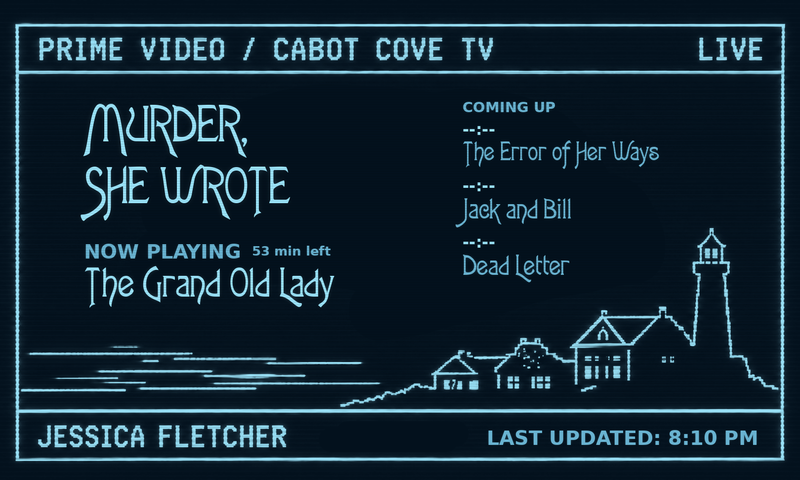 PRIME VIDEO / CABOT COVE TV
LIVE
MURDER,
SHE WROTE
NOW PLAYING 53 min left
The Grand Old Lady
COMING UP
--:--
The Error of Her Ways
--:--
Jack and Bill
--:--
Dead Letter
JESSICA FLETCHER
LAST UPDATED: 8:10 PM